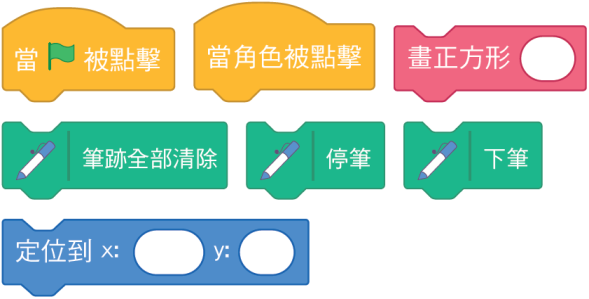 當 被點擊
當角色被點擊
畫正方形
筆跡全部清除
停筆
下筆
定位到 x: y: